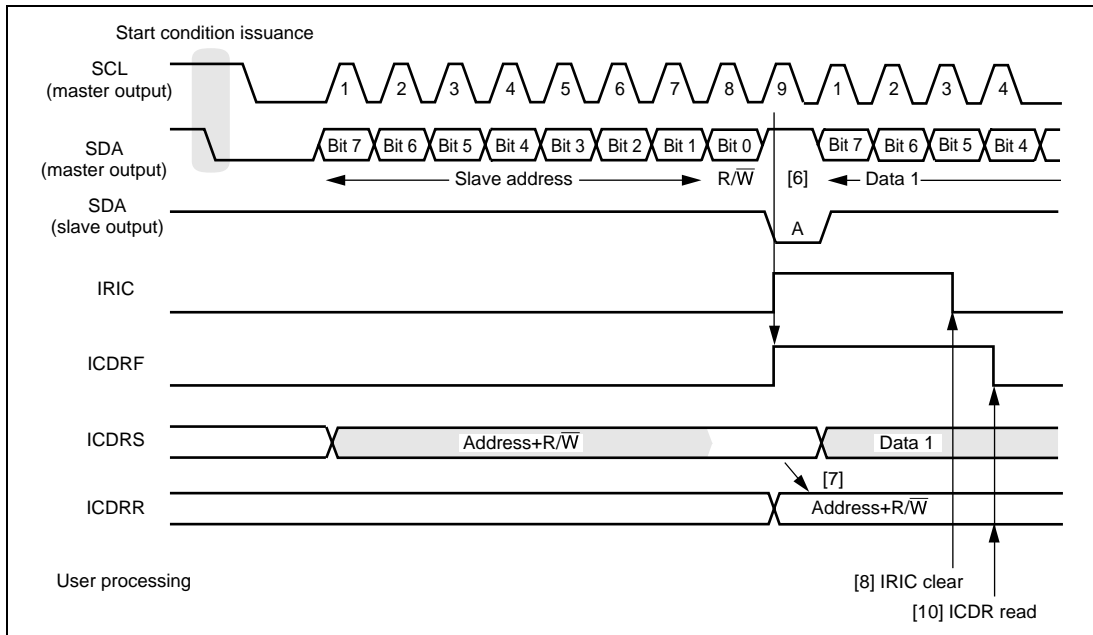 Start condition issuance
SCL
(master output)
1 2 3 4 5 6 7 8 9 1 2 3 4
SDA
(master output)
Bit 7 Bit 6 Bit 5 Bit 4 Bit 3 Bit 2 Bit 1 Bit 0 Bit 7 Bit 6 Bit 5 Bit 4
Slave address R/W̅ [6] Data 1
SDA
(slave output)
A
IRIC
ICDRF
ICDRS
Address+R/W̅ Data 1
[7]
ICDRR
Address+R/W̅
User processing
[8] IRIC clear
[10] ICDR read